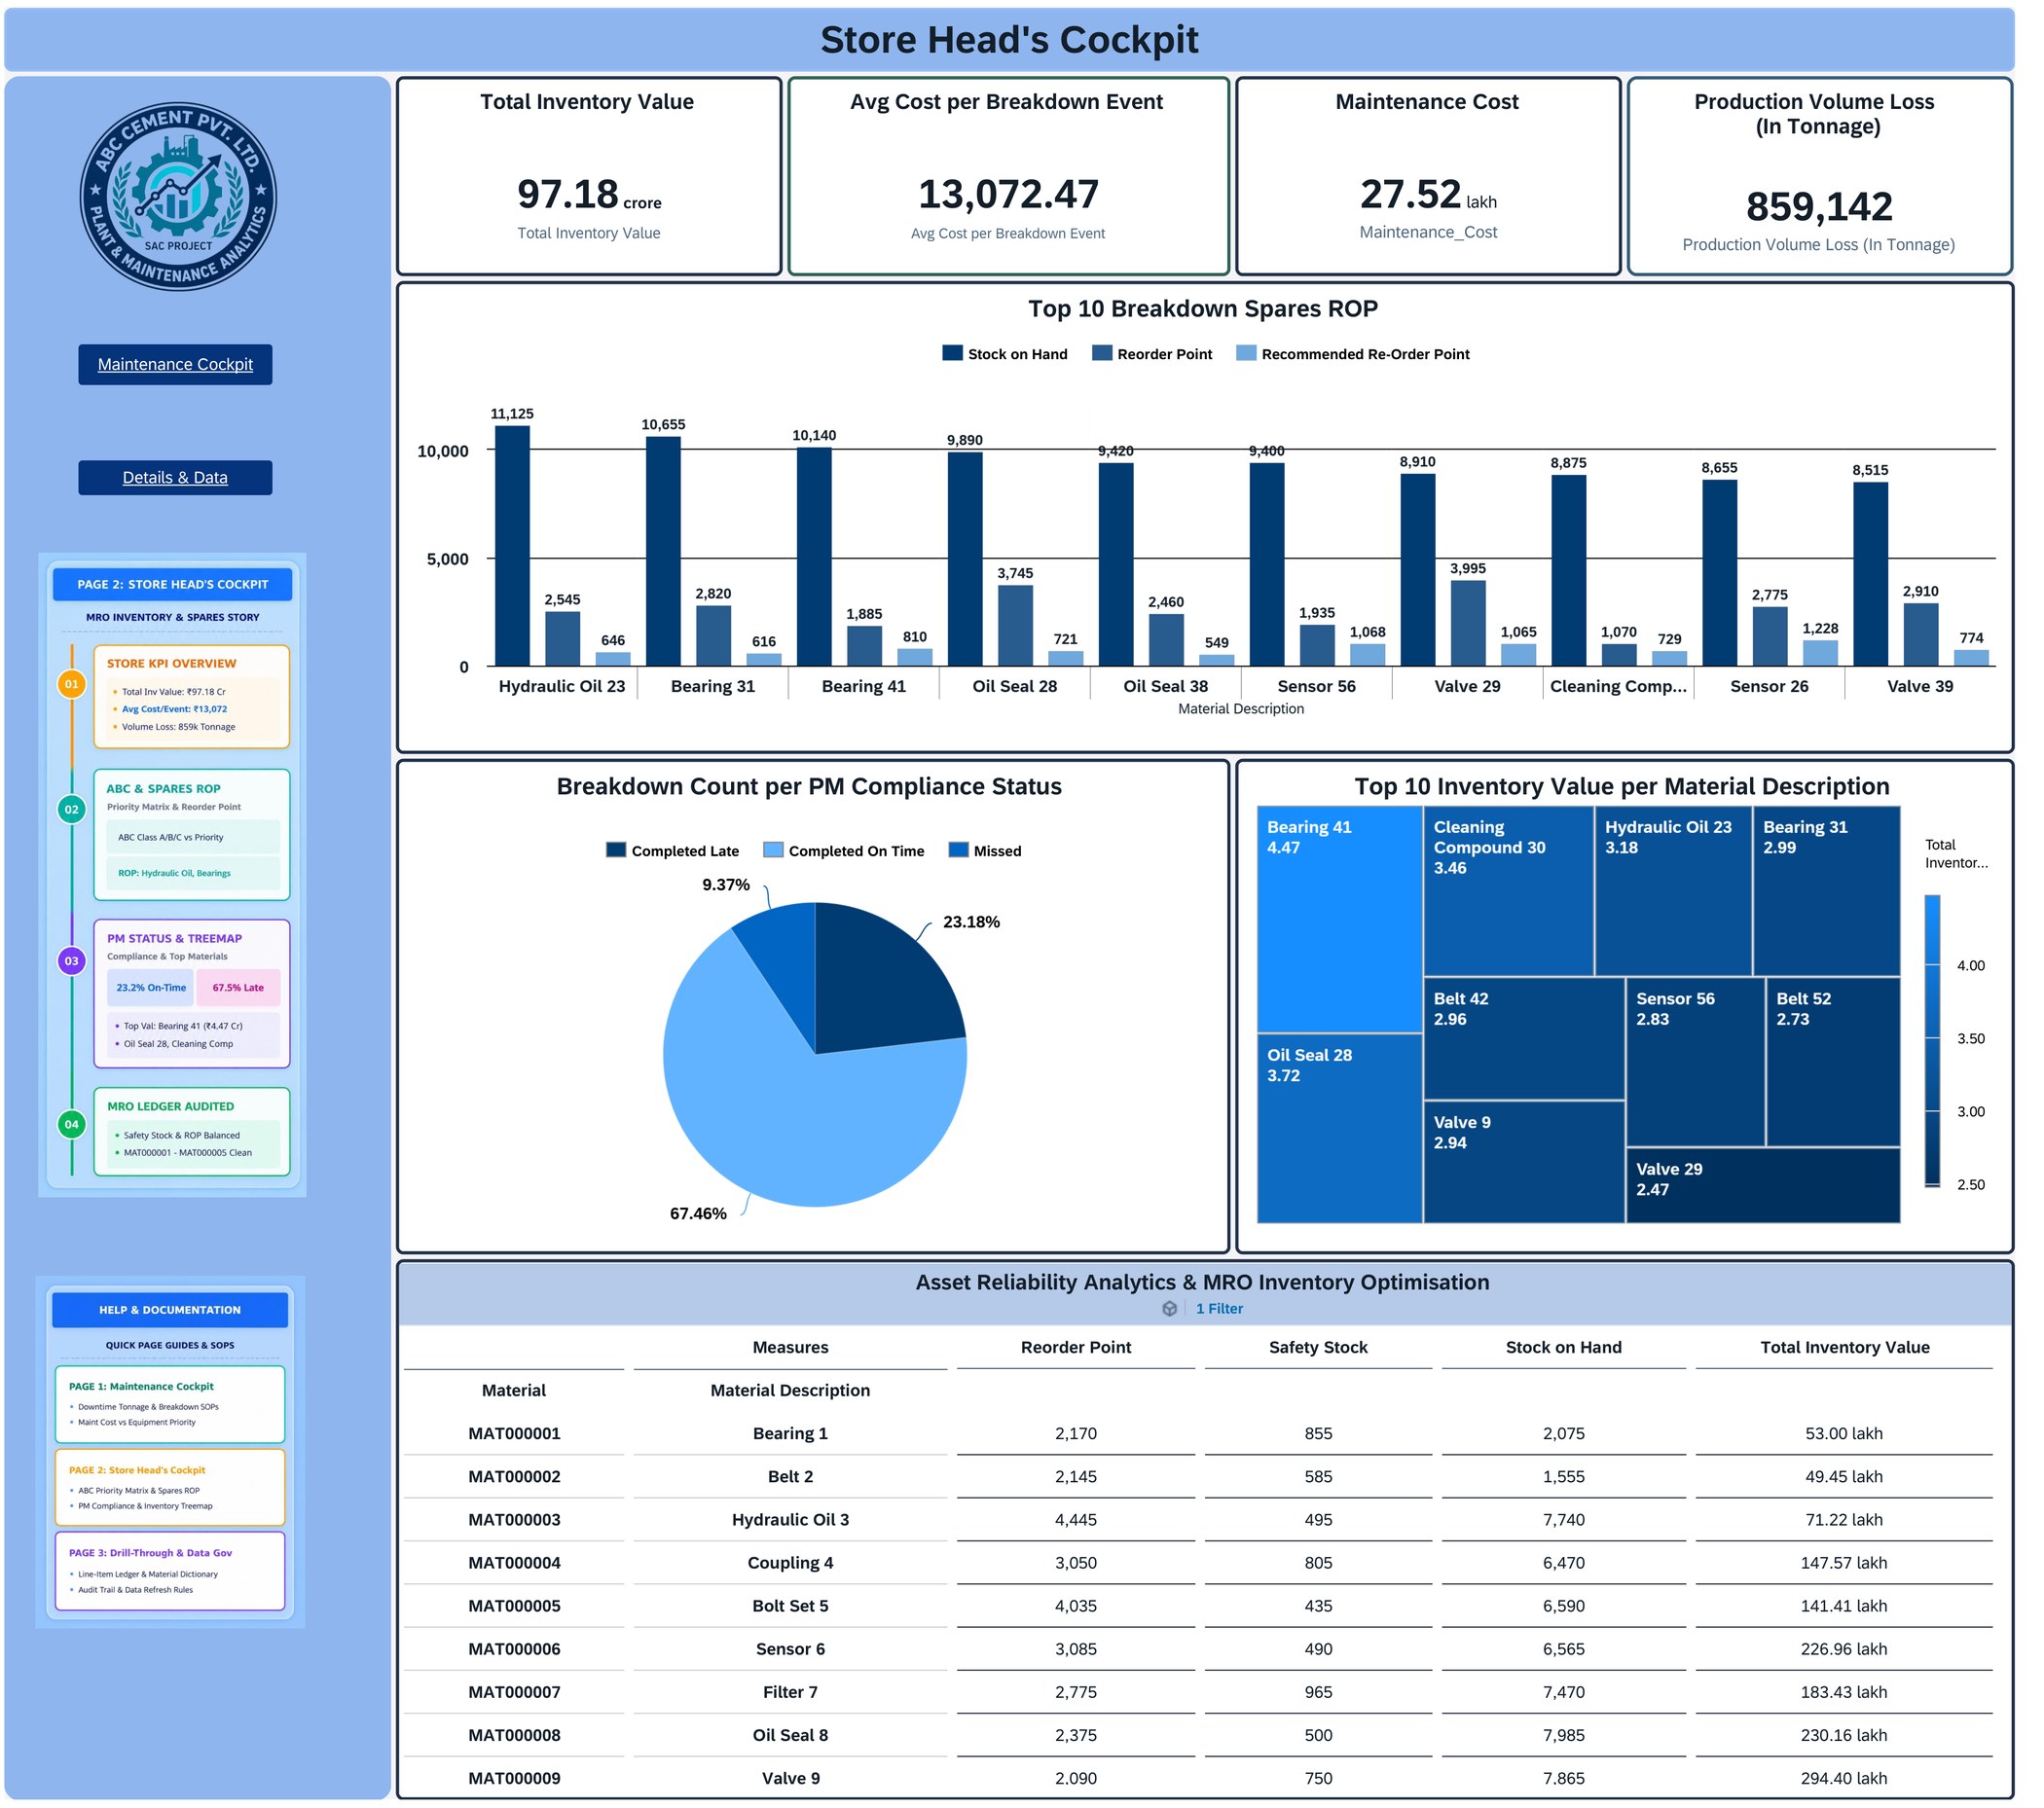 Store Head's Cockpit
ABC CEMENT PVT. LTD.
SAC PROJECT
PLANT & MAINTENANCE ANALYTICS
Maintenance Cockpit
Details & Data
PAGE 2: STORE HEAD'S COCKPIT
MRO INVENTORY & SPARES STORY
01
STORE KPI OVERVIEW
• Total Inv Value: ₹97.18 Cr
• Avg Cost/Event: ₹13,072
• Volume Loss: 859k Tonnage
02
ABC & SPARES ROP
Priority Matrix & Reorder Point
ABC Class A/B/C vs Priority
ROP: Hydraulic Oil, Bearings
03
PM STATUS & TREEMAP
Compliance & Top Materials
23.2% On-Time 67.5% Late
• Top Val: Bearing 41 (₹4.47 Cr)
• Oil Seal 28, Cleaning Comp
04
MRO LEDGER AUDITED
• Safety Stock & ROP Balanced
• MAT000001 - MAT000005 Clean
HELP & DOCUMENTATION
QUICK PAGE GUIDES & SOPS
PAGE 1: Maintenance Cockpit
• Downtime Tonnage & Breakdown SOPs
• Maint Cost vs Equipment Priority
PAGE 2: Store Head's Cockpit
• ABC Priority Matrix & Spares ROP
• PM Compliance & Inventory Treemap
PAGE 3: Drill-Through & Data Gov
• Line-Item Ledger & Material Dictionary
• Audit Trail & Data Refresh Rules
Total Inventory Value
97.18 crore
Total Inventory Value
Avg Cost per Breakdown Event
13,072.47
Avg Cost per Breakdown Event
Maintenance Cost
27.52 lakh
Maintenance_Cost
Production Volume Loss
(In Tonnage)
859,142
Production Volume Loss (In Tonnage)
Top 10 Breakdown Spares ROP
Stock on Hand Reorder Point Recommended Re-Order Point
10,000
5,000
0
11,125 2,545 646
10,655 2,820 616
10,140 1,885 810
9,890 3,745 721
9,420 2,460 549
9,400 1,935 1,068
8,910 3,995 1,065
8,875 1,070 729
8,655 2,775 1,228
8,515 2,910 774
Hydraulic Oil 23 Bearing 31 Bearing 41 Oil Seal 28 Oil Seal 38 Sensor 56 Valve 29 Cleaning Comp... Sensor 26 Valve 39
Material Description
Breakdown Count per PM Compliance Status
Completed Late Completed On Time Missed
9.37%
23.18%
67.46%
Top 10 Inventory Value per Material Description
Bearing 41
4.47
Oil Seal 28
3.72
Cleaning
Compound 30
3.46
Hydraulic Oil 23
3.18
Bearing 31
2.99
Belt 42
2.96
Valve 9
2.94
Sensor 56
2.83
Belt 52
2.73
Valve 29
2.47
Total
Inventor...
4.00
3.50
3.00
2.50
Asset Reliability Analytics & MRO Inventory Optimisation
1 Filter
Measures Reorder Point Safety Stock Stock on Hand Total Inventory Value
Material Material Description
MAT000001 Bearing 1 2,170 855 2,075 53.00 lakh
MAT000002 Belt 2 2,145 585 1,555 49.45 lakh
MAT000003 Hydraulic Oil 3 4,445 495 7,740 71.22 lakh
MAT000004 Coupling 4 3,050 805 6,470 147.57 lakh
MAT000005 Bolt Set 5 4,035 435 6,590 141.41 lakh
MAT000006 Sensor 6 3,085 490 6,565 226.96 lakh
MAT000007 Filter 7 2,775 965 7,470 183.43 lakh
MAT000008 Oil Seal 8 2,375 500 7,985 230.16 lakh
MAT000009 Valve 9 2,090 750 7,865 294.40 lakh